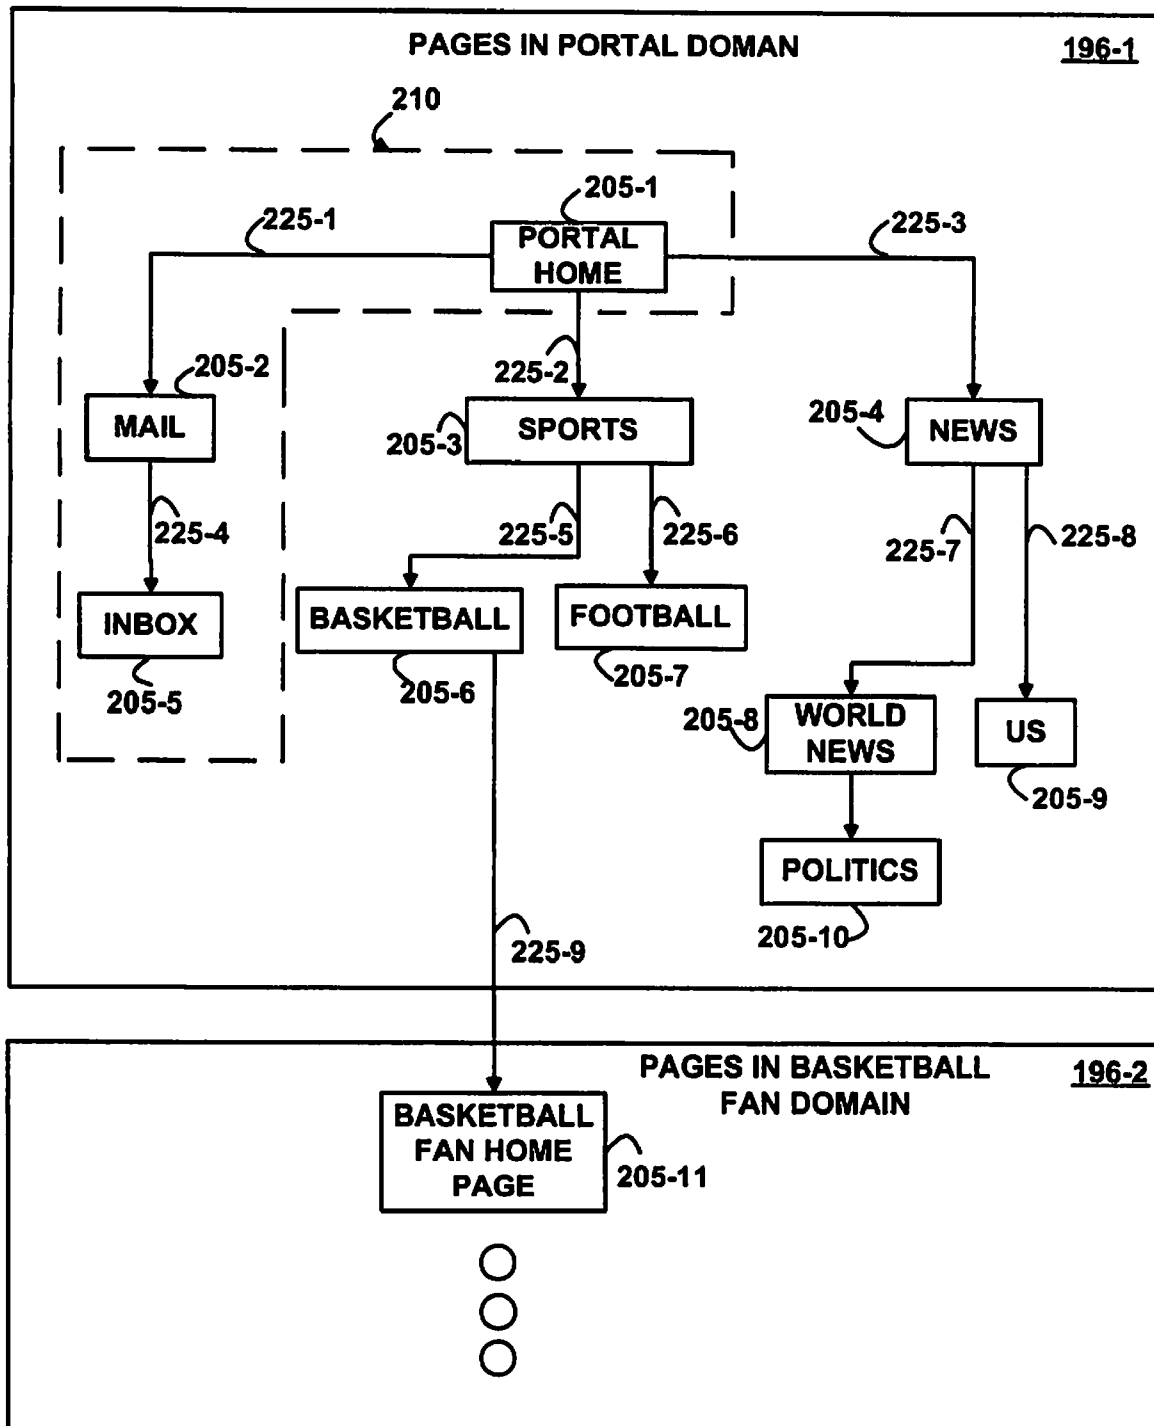 PAGES IN PORTAL DOMAN
196-1
210
205-1
225-1
PORTAL
HOME
225-3
205-2
225-2
MAIL
205-3
SPORTS
205-4
NEWS
225-4
225-5
225-6
225-7
225-8
INBOX
BASKETBALL
FOOTBALL
205-5
205-6
205-7
205-8
WORLD
NEWS
US
205-9
POLITICS
205-10
225-9
PAGES IN BASKETBALL
FAN DOMAIN
196-2
BASKETBALL
FAN HOME
PAGE
205-11